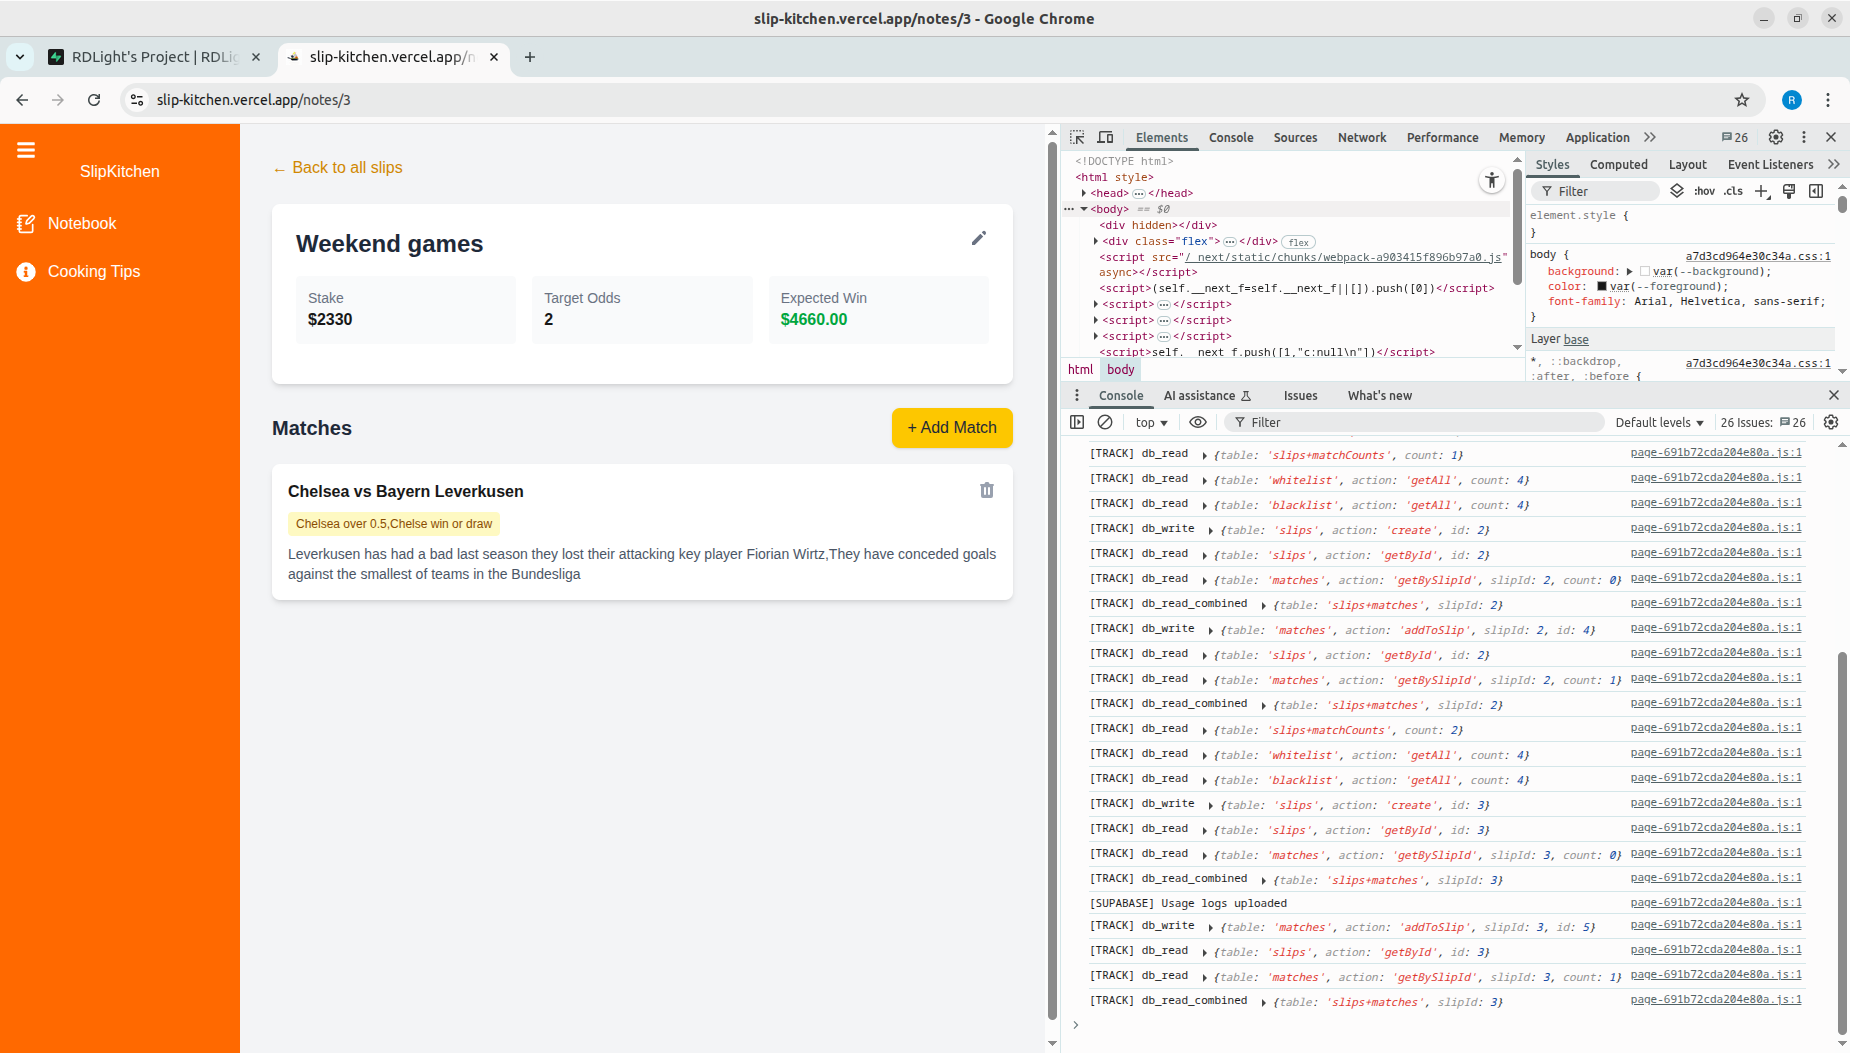 slip-kitchen.vercel.app/notes/3 - Google Chrome
RDLight's Project | RDLig
slip-kitchen.vercel.app/n
slip-kitchen.vercel.app/notes/3
R
SlipKitchen
Notebook
Cooking Tips
← Back to all slips
Weekend games
Stake
$2330
Target Odds
2
Expected Win
$4660.00
Matches
+ Add Match
Chelsea vs Bayern Leverkusen
Chelsea over 0.5,Chelse win or draw
Leverkusen has had a bad last season they lost their attacking key player Fiorian Wirtz,They have conceded goals
against the smallest of teams in the Bundesliga
Elements Console Sources Network Performance Memory Application 26
<!DOCTYPE html>
<html style>
<head> </head>
<body> == $0
<div hidden></div>
<div class="flex"> </div> flex
<script src="/_next/static/chunks/webpack-a903415f896b97a0.js"
async></script>
<script>(self.__next_f=self.__next_f||[]).push([0])</script>
<script> </script>
<script> </script>
<script> </script>
<script>self.__next_f.push([1,"c:null\n"])</script>
html body
Styles Computed Layout Event Listeners
Filter :hov .cls
element.style {
}
body { a7d3cd964e30c34a.css:1
background: var(--background);
color: var(--foreground);
font-family: Arial, Helvetica, sans-serif;
}
Layer base
*, ::backdrop, a7d3cd964e30c34a.css:1
:after, :before {
Console AI assistance Issues What's new
top Filter Default levels 26 Issues: 26
[TRACK] db_read {table: 'slips+matchCounts', count: 1} page-691b72cda204e80a.js:1
[TRACK] db_read {table: 'whitelist', action: 'getAll', count: 4} page-691b72cda204e80a.js:1
[TRACK] db_read {table: 'blacklist', action: 'getAll', count: 4} page-691b72cda204e80a.js:1
[TRACK] db_write {table: 'slips', action: 'create', id: 2} page-691b72cda204e80a.js:1
[TRACK] db_read {table: 'slips', action: 'getById', id: 2} page-691b72cda204e80a.js:1
[TRACK] db_read {table: 'matches', action: 'getBySlipId', slipId: 2, count: 0} page-691b72cda204e80a.js:1
[TRACK] db_read_combined {table: 'slips+matches', slipId: 2} page-691b72cda204e80a.js:1
[TRACK] db_write {table: 'matches', action: 'addToSlip', slipId: 2, id: 4} page-691b72cda204e80a.js:1
[TRACK] db_read {table: 'slips', action: 'getById', id: 2} page-691b72cda204e80a.js:1
[TRACK] db_read {table: 'matches', action: 'getBySlipId', slipId: 2, count: 1} page-691b72cda204e80a.js:1
[TRACK] db_read_combined {table: 'slips+matches', slipId: 2} page-691b72cda204e80a.js:1
[TRACK] db_read {table: 'slips+matchCounts', count: 2} page-691b72cda204e80a.js:1
[TRACK] db_read {table: 'whitelist', action: 'getAll', count: 4} page-691b72cda204e80a.js:1
[TRACK] db_read {table: 'blacklist', action: 'getAll', count: 4} page-691b72cda204e80a.js:1
[TRACK] db_write {table: 'slips', action: 'create', id: 3} page-691b72cda204e80a.js:1
[TRACK] db_read {table: 'slips', action: 'getById', id: 3} page-691b72cda204e80a.js:1
[TRACK] db_read {table: 'matches', action: 'getBySlipId', slipId: 3, count: 0} page-691b72cda204e80a.js:1
[TRACK] db_read_combined {table: 'slips+matches', slipId: 3} page-691b72cda204e80a.js:1
[SUPABASE] Usage logs uploaded page-691b72cda204e80a.js:1
[TRACK] db_write {table: 'matches', action: 'addToSlip', slipId: 3, id: 5} page-691b72cda204e80a.js:1
[TRACK] db_read {table: 'slips', action: 'getById', id: 3} page-691b72cda204e80a.js:1
[TRACK] db_read {table: 'matches', action: 'getBySlipId', slipId: 3, count: 1} page-691b72cda204e80a.js:1
[TRACK] db_read_combined {table: 'slips+matches', slipId: 3} page-691b72cda204e80a.js:1